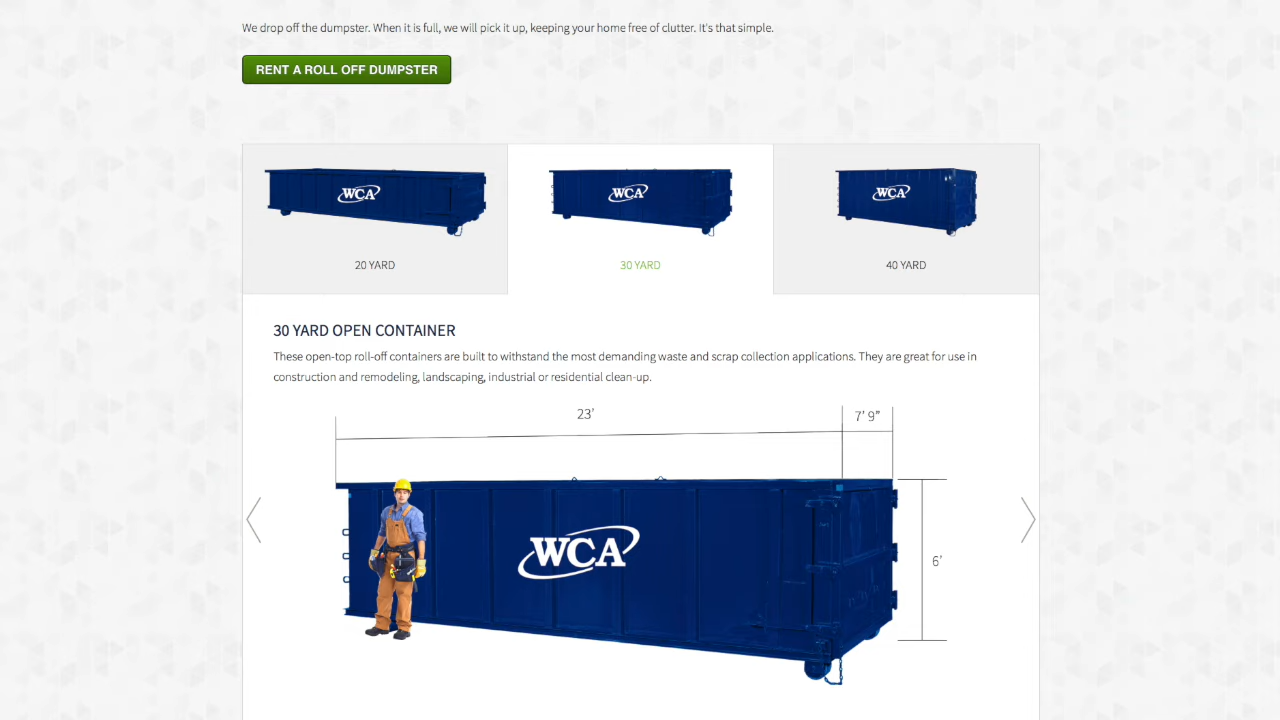 We drop off the dumpster. When it is full, we will pick it up, keeping your home free of clutter. It's that simple.
RENT A ROLL OFF DUMPSTER
WCA
WCA
WCA
20 YARD
30 YARD
40 YARD
30 YARD OPEN CONTAINER
These open-top roll-off containers are built to withstand the most demanding waste and scrap collection applications. They are great for use in
construction and remodeling, landscaping, industrial or residential clean-up.
23'
7' 9”
WCA
6'